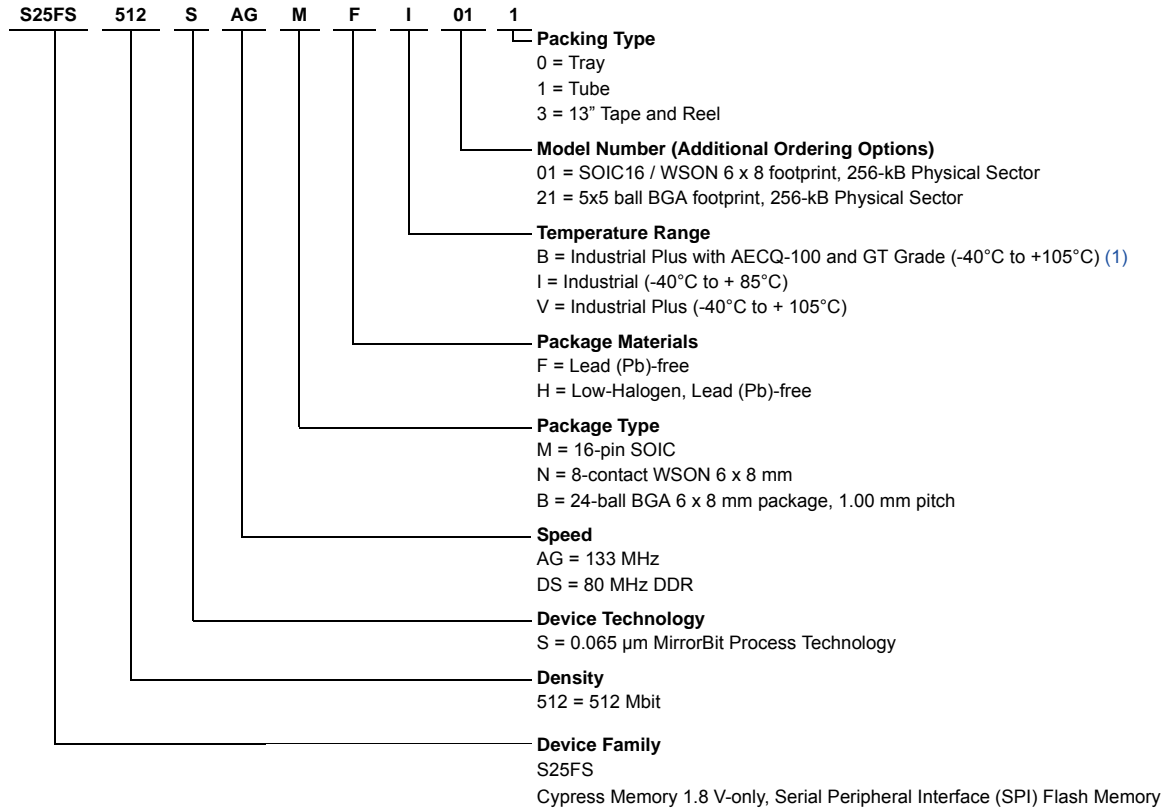 S25FS 512 S AG M F I 01 1
Packing Type
0 = Tray
1 = Tube
3 = 13” Tape and Reel
Model Number (Additional Ordering Options)
01 = SOIC16 / WSON 6 x 8 footprint, 256-kB Physical Sector
21 = 5x5 ball BGA footprint, 256-kB Physical Sector
Temperature Range
B = Industrial Plus with AECQ-100 and GT Grade (-40°C to +105°C) (1)
I = Industrial (-40°C to + 85°C)
V = Industrial Plus (-40°C to + 105°C)
Package Materials
F = Lead (Pb)-free
H = Low-Halogen, Lead (Pb)-free
Package Type
M = 16-pin SOIC
N = 8-contact WSON 6 x 8 mm
B = 24-ball BGA 6 x 8 mm package, 1.00 mm pitch
Speed
AG = 133 MHz
DS = 80 MHz DDR
Device Technology
S = 0.065 µm MirrorBit Process Technology
Density
512 = 512 Mbit
Device Family
S25FS
Cypress Memory 1.8 V-only, Serial Peripheral Interface (SPI) Flash Memory